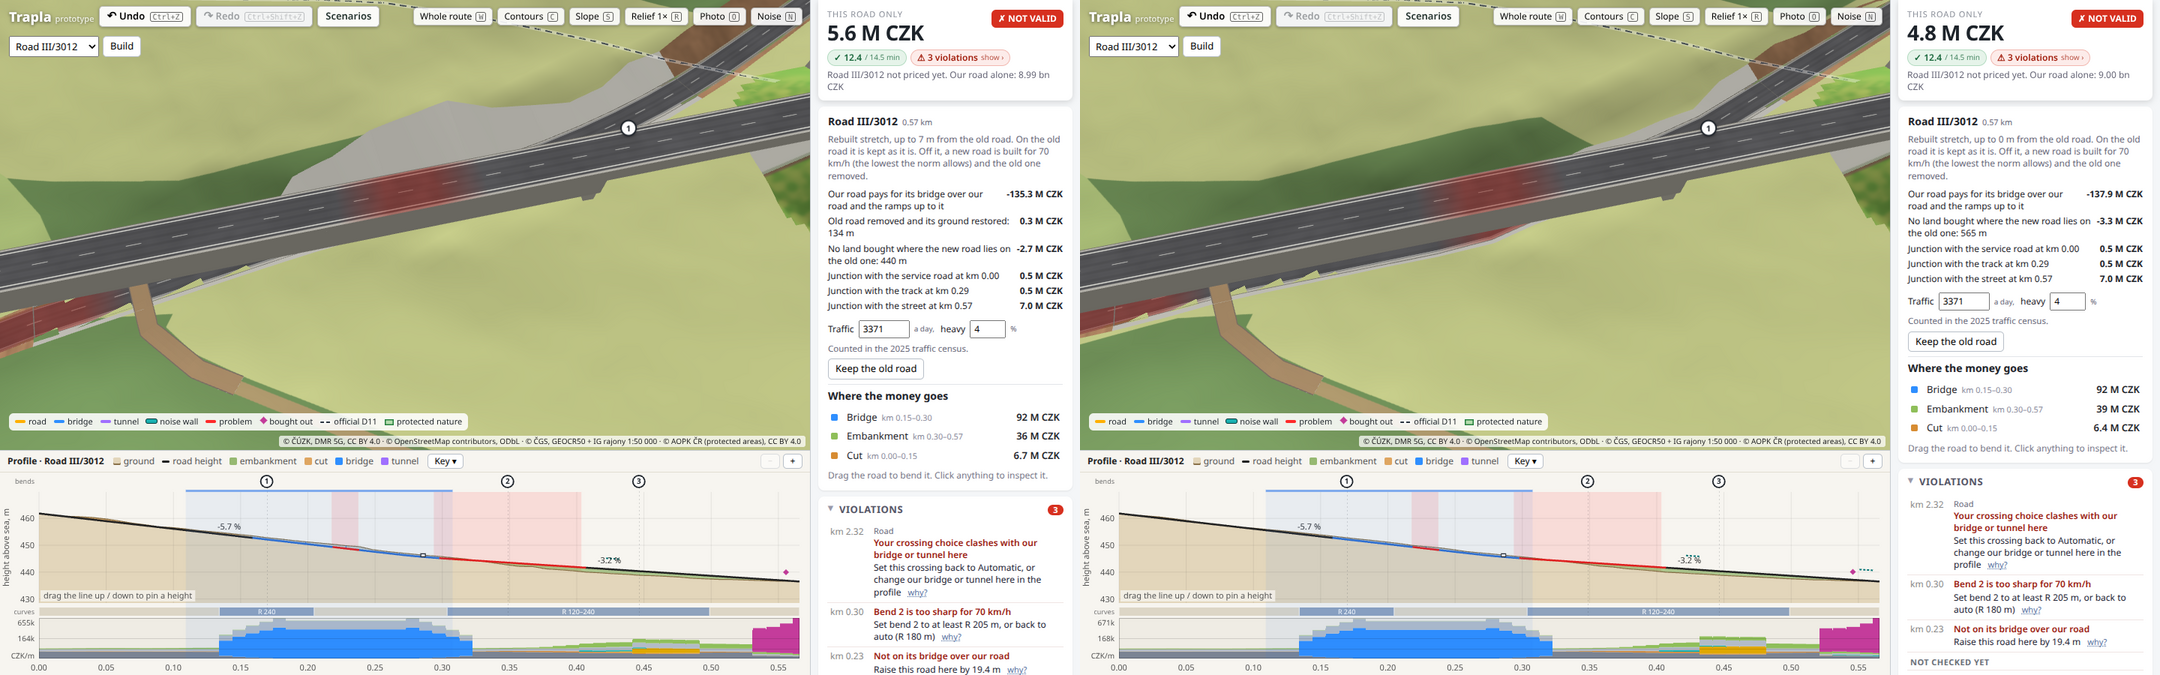 Trapla prototype
↶ Undo Ctrl+Z
↷ Redo Ctrl+Shift+Z
Scenarios
Whole route W
Contours C
Slope S
Relief 1× R
Photo O
Noise N
Road III/3012
Build
1
road bridge tunnel noise wall problem bought out official D11 protected nature
© ČÚZK, DMR 5G, CC BY 4.0 · © OpenStreetMap contributors, ODbL · © ČGS, GEOCR50 + IG rajony 1:50 000 · © AOPK ČR (protected areas), CC BY 4.0
Profile · Road III/3012 ground road height embankment cut bridge tunnel Key ▾ - +
bends 1 2 3
height above sea, m
460
450
440
430
-5.7 %
-3.2 %
drag the line up / down to pin a height
curves R 240 R 120–240
655k
164k
CZK/m
0.00 0.05 0.10 0.15 0.20 0.25 0.30 0.35 0.40 0.45 0.50 0.55
THIS ROAD ONLY
✗ NOT VALID
5.6 M CZK
✓ 12.4 / 14.5 min
⚠ 3 violations show ›
Road III/3012 not priced yet. Our road alone: 8.99 bn
CZK
Road III/3012 0.57 km
Rebuilt stretch, up to 7 m from the old road. On the old
road it is kept as it is. Off it, a new road is built for 70
km/h (the lowest the norm allows) and the old one
removed.
Our road pays for its bridge over our -135.3 M CZK
road and the ramps up to it
Old road removed and its ground restored: 0.3 M CZK
134 m
No land bought where the new road lies on -2.7 M CZK
the old one: 440 m
Junction with the service road at km 0.00 0.5 M CZK
Junction with the track at km 0.29 0.5 M CZK
Junction with the street at km 0.57 7.0 M CZK
Traffic 3371 a day, heavy 4 %
Counted in the 2025 traffic census.
Keep the old road
Where the money goes
Bridge km 0.15–0.30 92 M CZK
Embankment km 0.30–0.57 36 M CZK
Cut km 0.00–0.15 6.7 M CZK
Drag the road to bend it. Click anything to inspect it.
▼ VIOLATIONS 3
km 2.32 Road
Your crossing choice clashes with our
bridge or tunnel here
Set this crossing back to Automatic, or
change our bridge or tunnel here in the
profile why?
km 0.30 Bend 2 is too sharp for 70 km/h
Set bend 2 to at least R 205 m, or back to
auto (R 180 m) why?
km 0.23 Not on its bridge over our road
Raise this road here by 19.4 m why?
Trapla prototype
↶ Undo Ctrl+Z
↷ Redo Ctrl+Shift+Z
Scenarios
Whole route W
Contours C
Slope S
Relief 1× R
Photo O
Noise N
Road III/3012
Build
1
road bridge tunnel noise wall problem bought out official D11 protected nature
© ČÚZK, DMR 5G, CC BY 4.0 · © OpenStreetMap contributors, ODbL · © ČGS, GEOCR50 + IG rajony 1:50 000 · © AOPK ČR (protected areas), CC BY 4.0
Profile · Road III/3012 ground road height embankment cut bridge tunnel Key ▾ - +
bends 1 2 3
height above sea, m
460
450
440
430
-5.7 %
-3.2 %
drag the line up / down to pin a height
curves R 240 R 120–240
671k
168k
CZK/m
0.00 0.05 0.10 0.15 0.20 0.25 0.30 0.35 0.40 0.45 0.50 0.55
THIS ROAD ONLY
✗ NOT VALID
4.8 M CZK
✓ 12.4 / 14.5 min
⚠ 3 violations show ›
Road III/3012 not priced yet. Our road alone: 9.00 bn
CZK
Road III/3012 0.57 km
Rebuilt stretch, up to 0 m from the old road. On the old
road it is kept as it is. Off it, a new road is built for 70
km/h (the lowest the norm allows) and the old one
removed.
Our road pays for its bridge over our -137.9 M CZK
road and the ramps up to it
No land bought where the new road lies on -3.3 M CZK
the old one: 565 m
Junction with the service road at km 0.00 0.5 M CZK
Junction with the track at km 0.29 0.5 M CZK
Junction with the street at km 0.57 7.0 M CZK
Traffic 3371 a day, heavy 4 %
Counted in the 2025 traffic census.
Keep the old road
Where the money goes
Bridge km 0.15–0.30 92 M CZK
Embankment km 0.30–0.57 39 M CZK
Cut km 0.00–0.15 6.4 M CZK
Drag the road to bend it. Click anything to inspect it.
▼ VIOLATIONS 3
km 2.32 Road
Your crossing choice clashes with our
bridge or tunnel here
Set this crossing back to Automatic, or
change our bridge or tunnel here in the
profile why?
km 0.30 Bend 2 is too sharp for 70 km/h
Set bend 2 to at least R 205 m, or back to
auto (R 180 m) why?
km 0.23 Not on its bridge over our road
Raise this road here by 19.4 m why?
NOT CHECKED YET